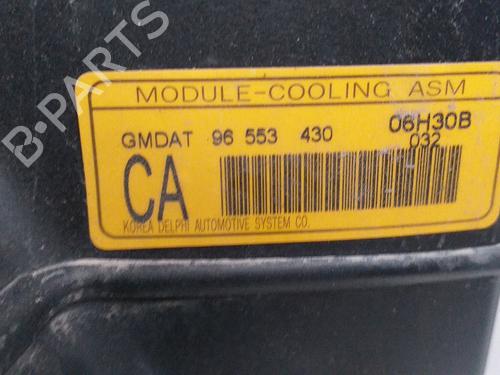 B-PARTS
MODULE-COOLING ASM
GMDAT 96 553 430 06H30B
032
CA
KOREA DELPHI AUTOMOTIVE SYSTEM CO.